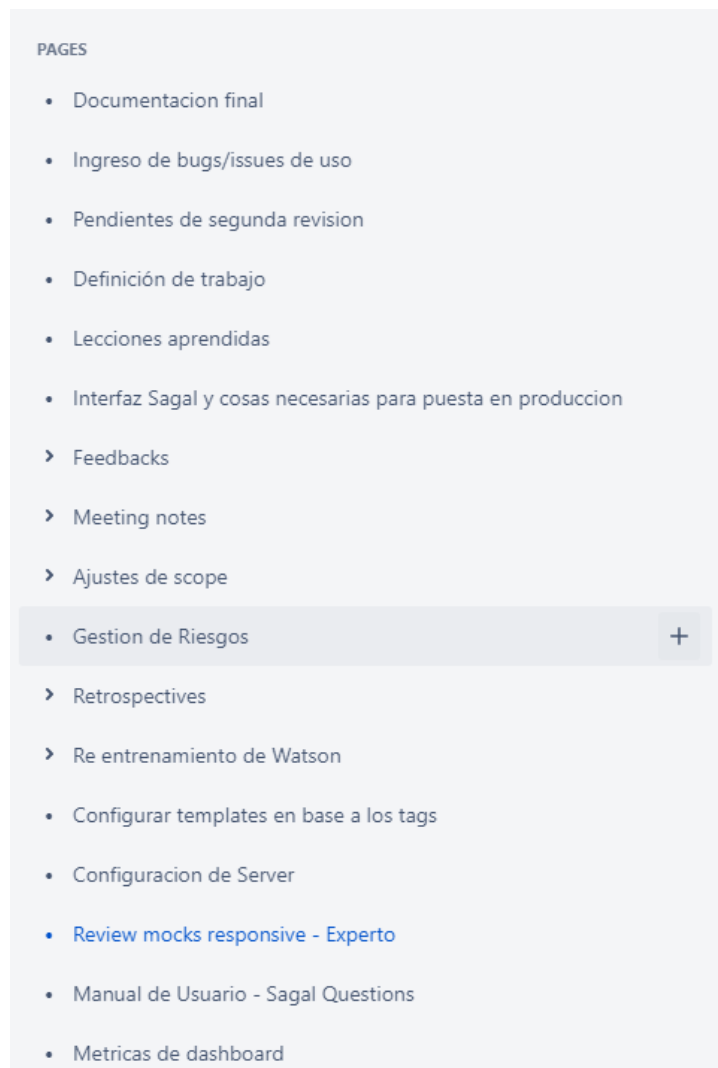 PAGES
Documentacion final
Ingreso de bugs/issues de uso
Pendientes de segunda revision
Definición de trabajo
Lecciones aprendidas
Interfaz Sagal y cosas necesarias para puesta en produccion
Feedbacks
Meeting notes
Ajustes de scope
Gestion de Riesgos
Retrospectives
Re entrenamiento de Watson
Configurar templates en base a los tags
Configuracion de Server
Review mocks responsive - Experto
Manual de Usuario - Sagal Questions
Metricas de dashboard